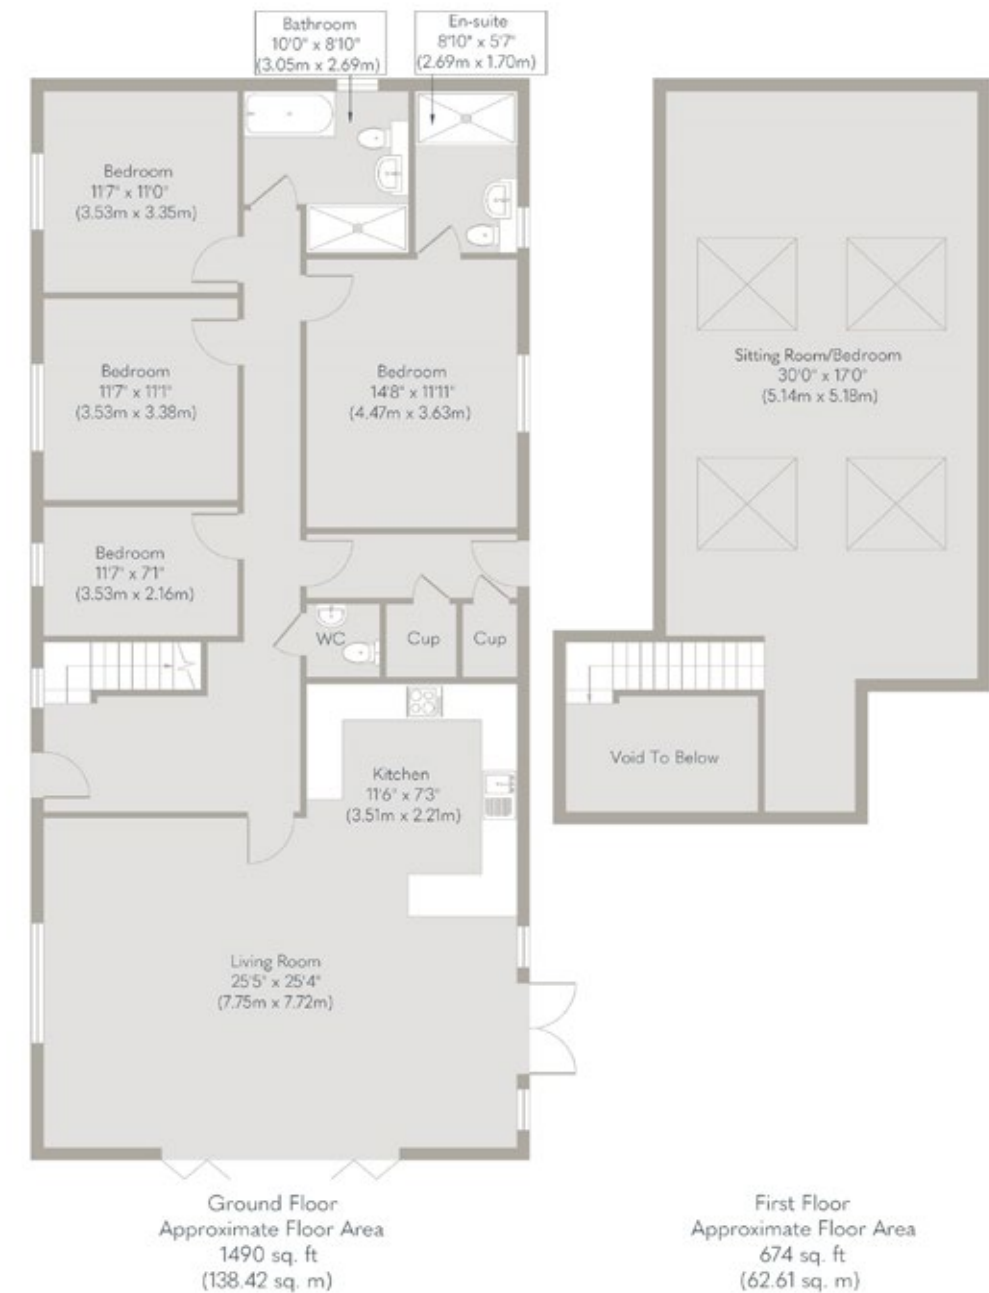 Bathroom
10'0" x 8'10"
(3.05m x 2.69m)
En-suite
8'10" x 5'7"
(2.69m x 1.70m)
Bedroom
11'7" x 11'0"
(3.53m x 3.35m)
Bedroom
11'7" x 11'1"
(3.53m x 3.38m)
Bedroom
14'8" x 11'11"
(4.47m x 3.63m)
Sitting Room/Bedroom
30'0" x 17'0"
(5.14m x 5.18m)
Bedroom
11'7" x 7'1"
(3.53m x 2.16m)
WC
Cup
Cup
Kitchen
11'6" x 7'3"
(3.51m x 2.21m)
Void To Below
Living Room
25'5" x 25'4"
(7.75m x 7.72m)
Ground Floor
Approximate Floor Area
1490 sq. ft
(138.42 sq. m)
First Floor
Approximate Floor Area
674 sq. ft
(62.61 sq. m)